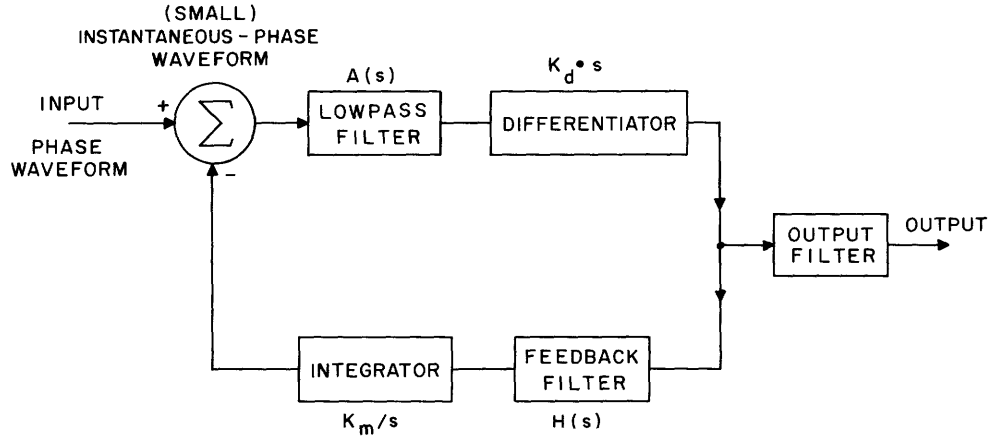 (SMALL)
INSTANTANEOUS-PHASE
WAVEFORM
INPUT
PHASE
WAVEFORM
+
Σ
-
A(s)
LOWPASS
FILTER
K_d • s
DIFFERENTIATOR
OUTPUT
FILTER
OUTPUT
INTEGRATOR
K_m/s
FEEDBACK
FILTER
H(s)